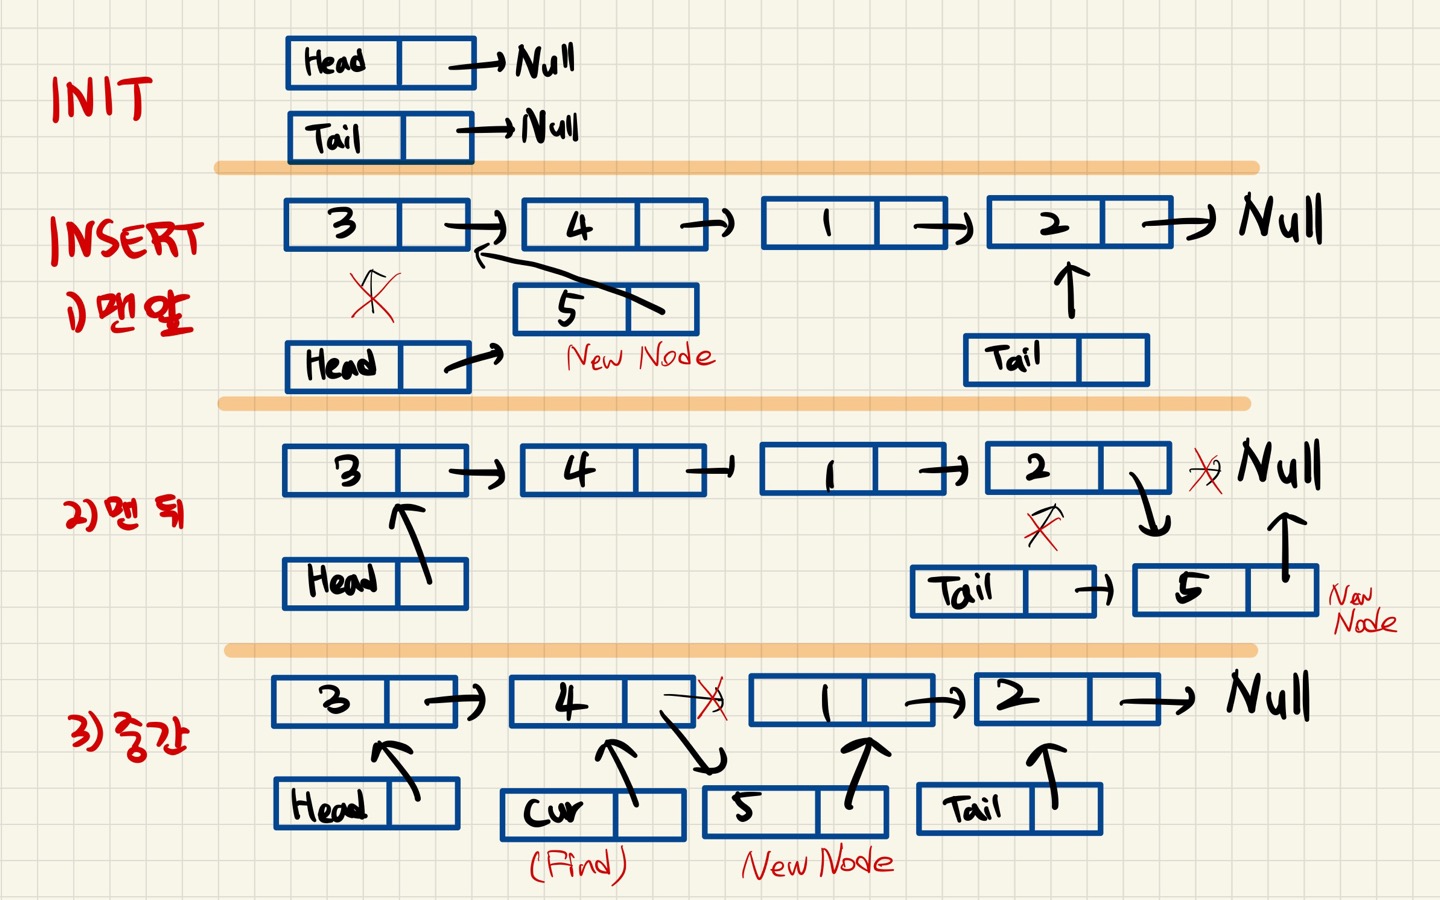 INIT
Head Null
Tail Null
INSERT
3 4 1 2 Null
1) 맨 앞
5
Head New Node Tail
3 4 1 2 Null
2) 맨 뒤
Head Tail 5 New
Node
3 4 1 2 Null
3) 중간
Head Cur 5 Tail
(Find) New Node